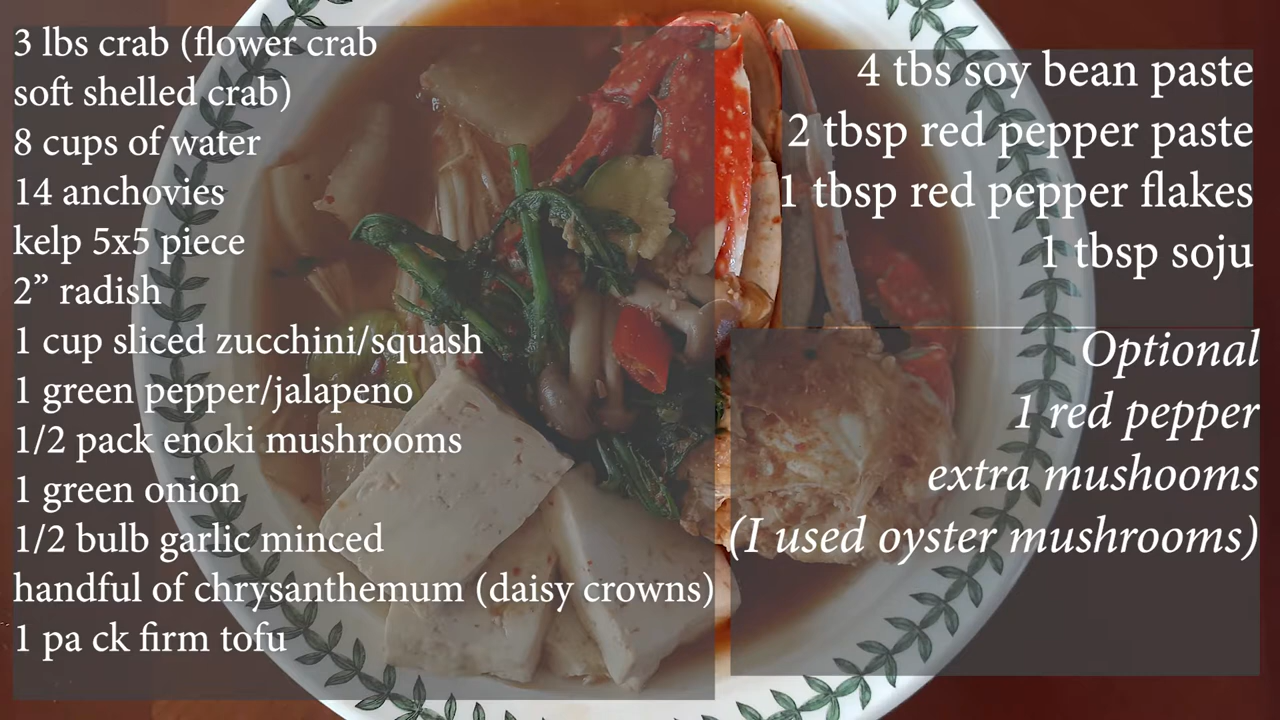 3 lbs crab (flower crab
soft shelled crab)
8 cups of water
14 anchovies
kelp 5x5 piece
2” radish
1 cup sliced zucchini/squash
1 green pepper/jalapeno
1/2 pack enoki mushrooms
1 green onion
1/2 bulb garlic minced
handful of chrysanthemum (daisy crowns)
1 pa ck firm tofu
4 tbs soy bean paste
2 tbsp red pepper paste
1 tbsp red pepper flakes
1 tbsp soju
Optional
1 red pepper
extra mushooms
(I used oyster mushrooms)